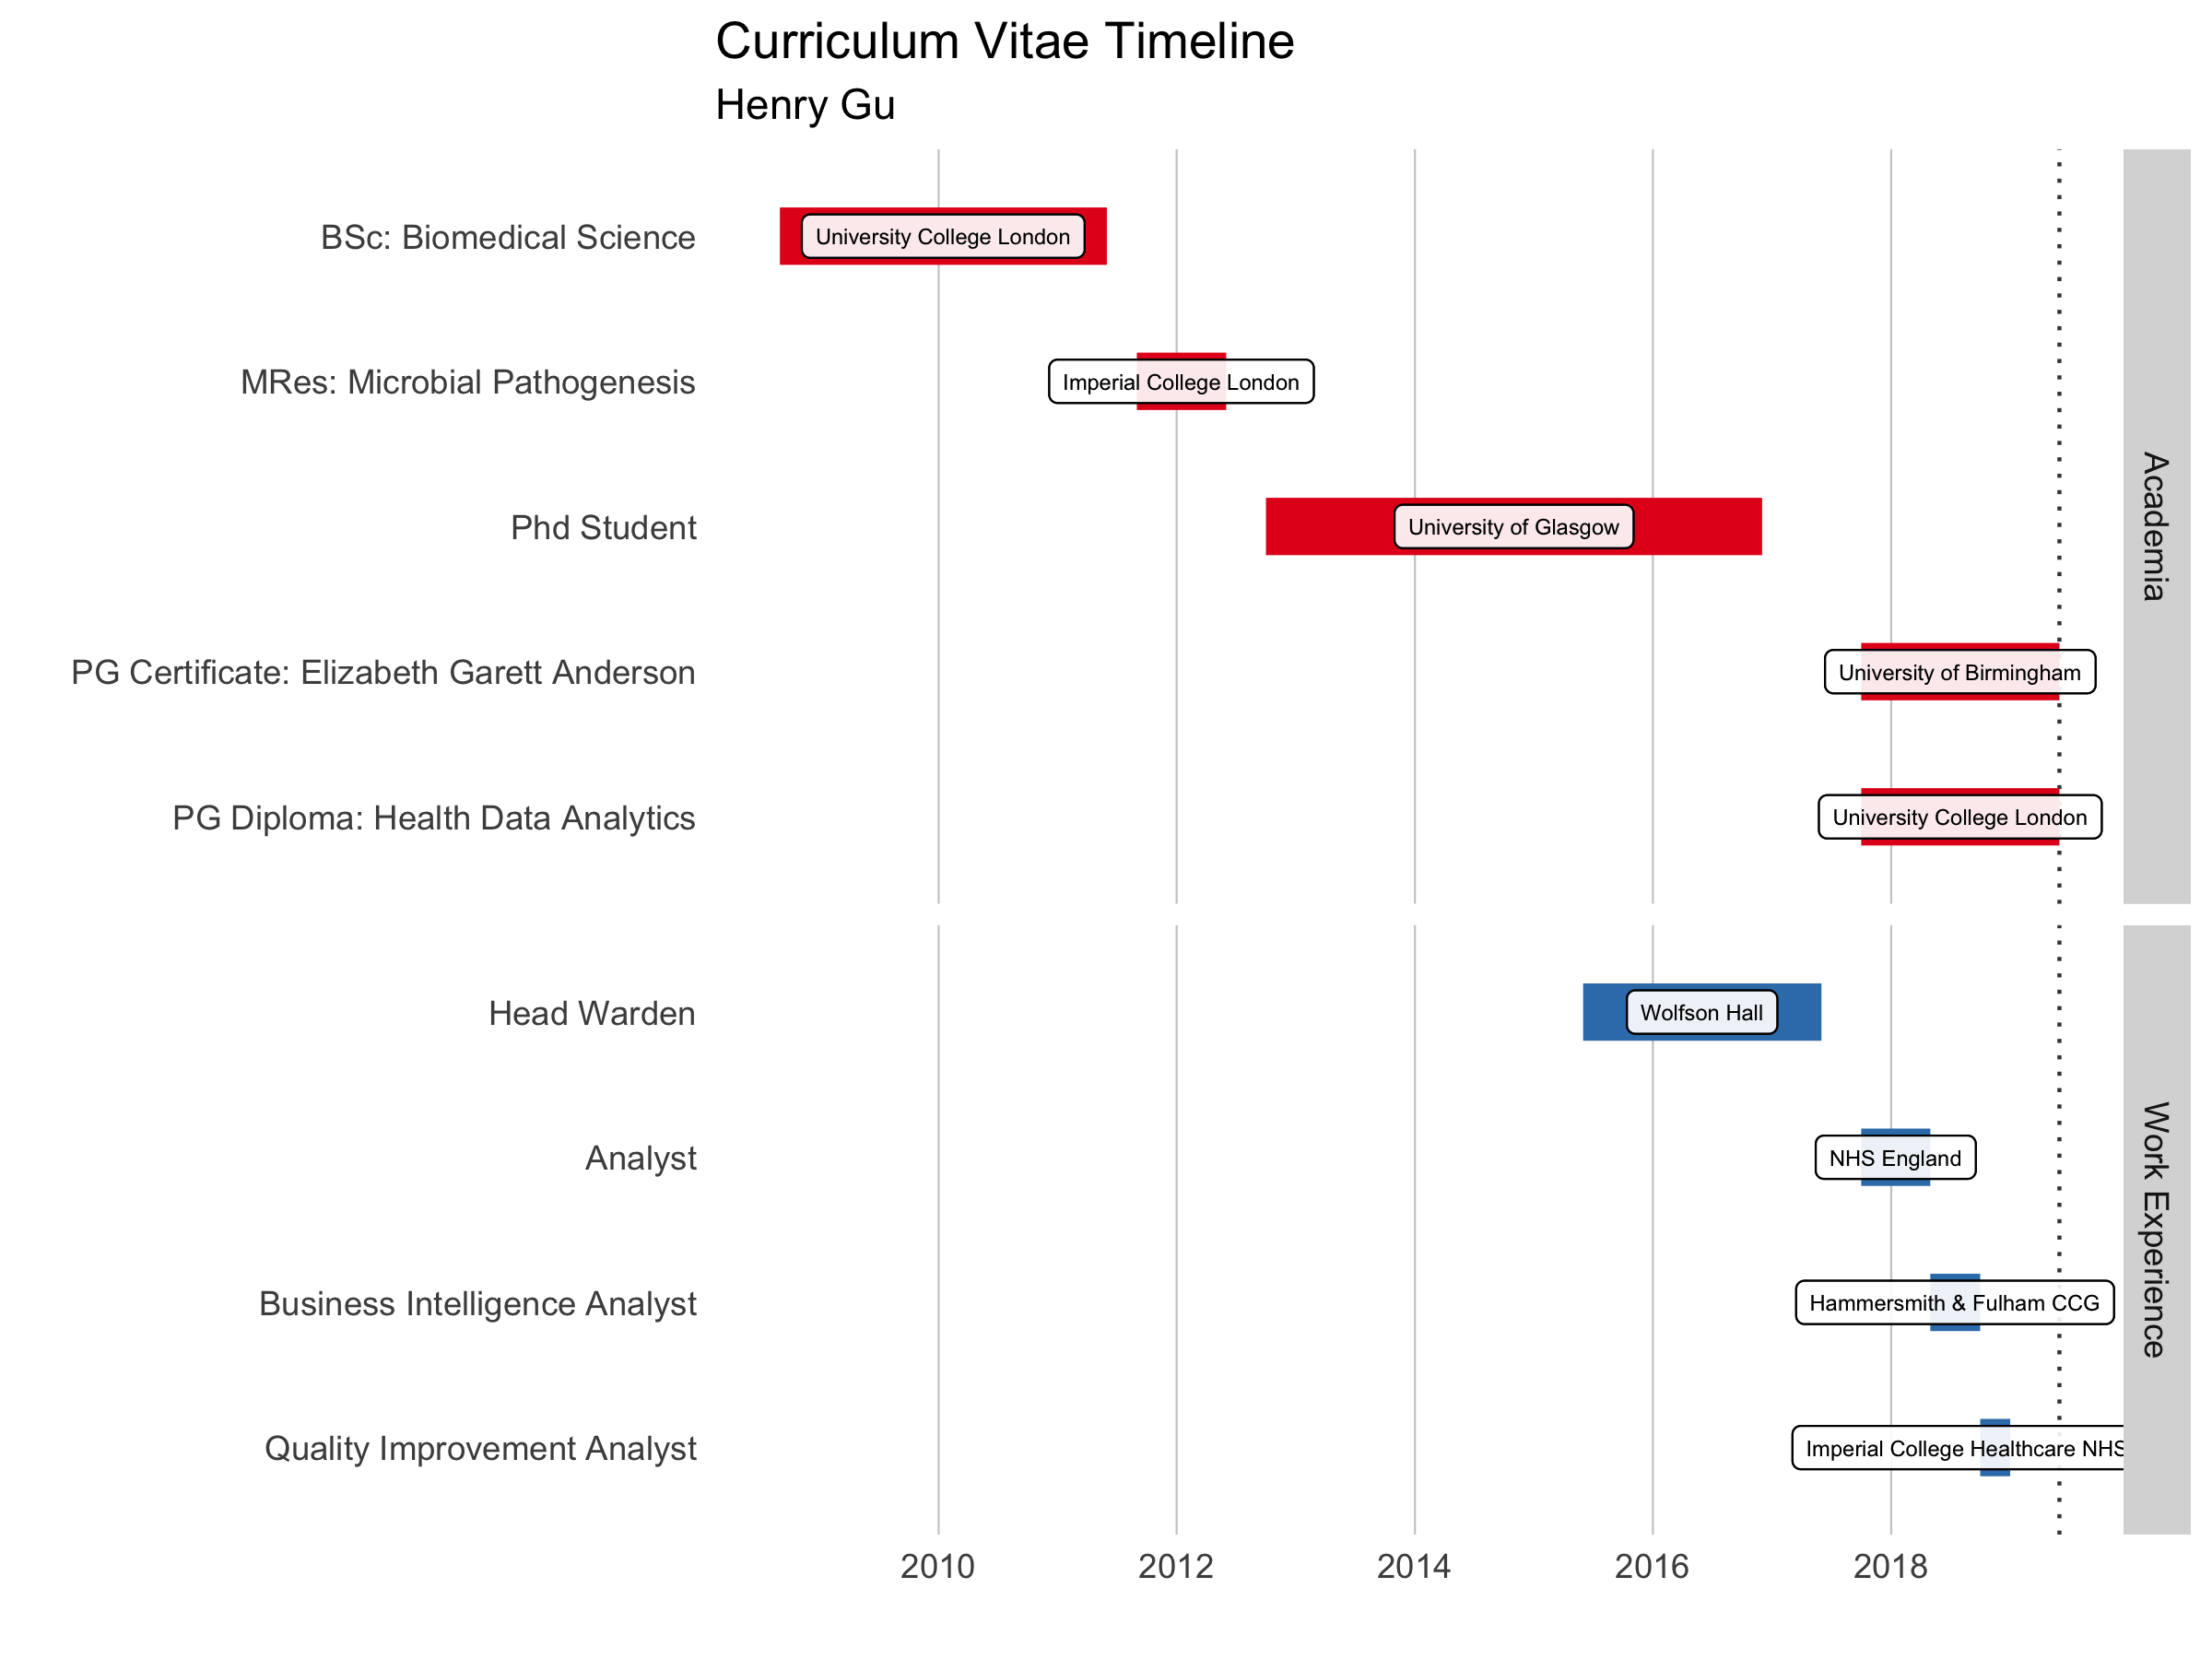 Curriculum Vitae Timeline
Henry Gu
BSc: Biomedical Science
University College London
MRes: Microbial Pathogenesis
Imperial College London
Phd Student
University of Glasgow
PG Certificate: Elizabeth Garett Anderson
University of Birmingham
PG Diploma: Health Data Analytics
University College London
Academia
Head Warden
Wolfson Hall
Analyst
NHS England
Business Intelligence Analyst
Hammersmith & Fulham CCG
Quality Improvement Analyst
Imperial College Healthcare NHS
Work Experience
2010 2012 2014 2016 2018